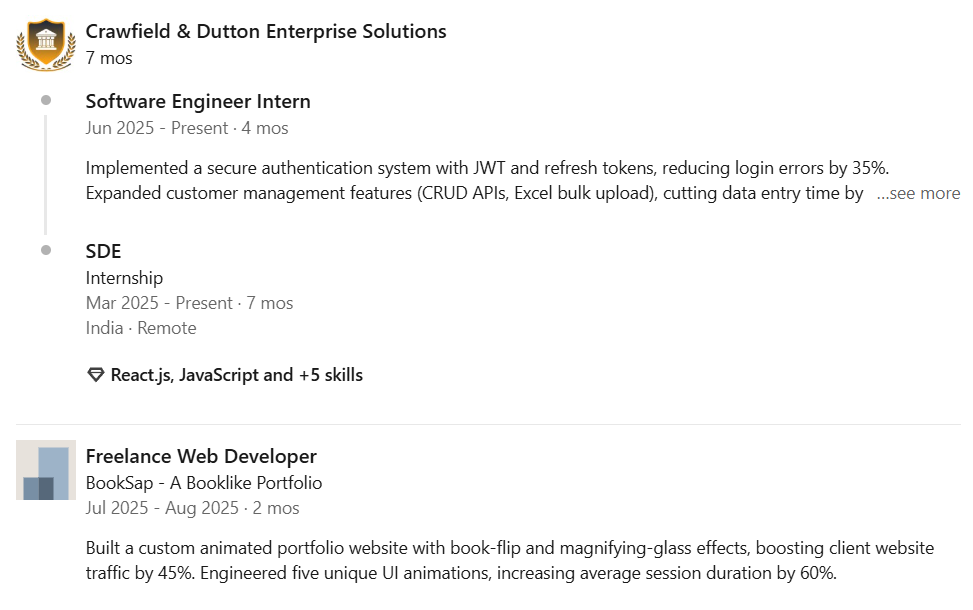 Crawfield & Dutton Enterprise Solutions
7 mos
Software Engineer Intern
Jun 2025 - Present · 4 mos
Implemented a secure authentication system with JWT and refresh tokens, reducing login errors by 35%.
Expanded customer management features (CRUD APIs, Excel bulk upload), cutting data entry time by ...see more
SDE
Internship
Mar 2025 - Present · 7 mos
India · Remote
React.js, JavaScript and +5 skills
Freelance Web Developer
BookSap - A Booklike Portfolio
Jul 2025 - Aug 2025 · 2 mos
Built a custom animated portfolio website with book-flip and magnifying-glass effects, boosting client website
traffic by 45%. Engineered five unique UI animations, increasing average session duration by 60%.